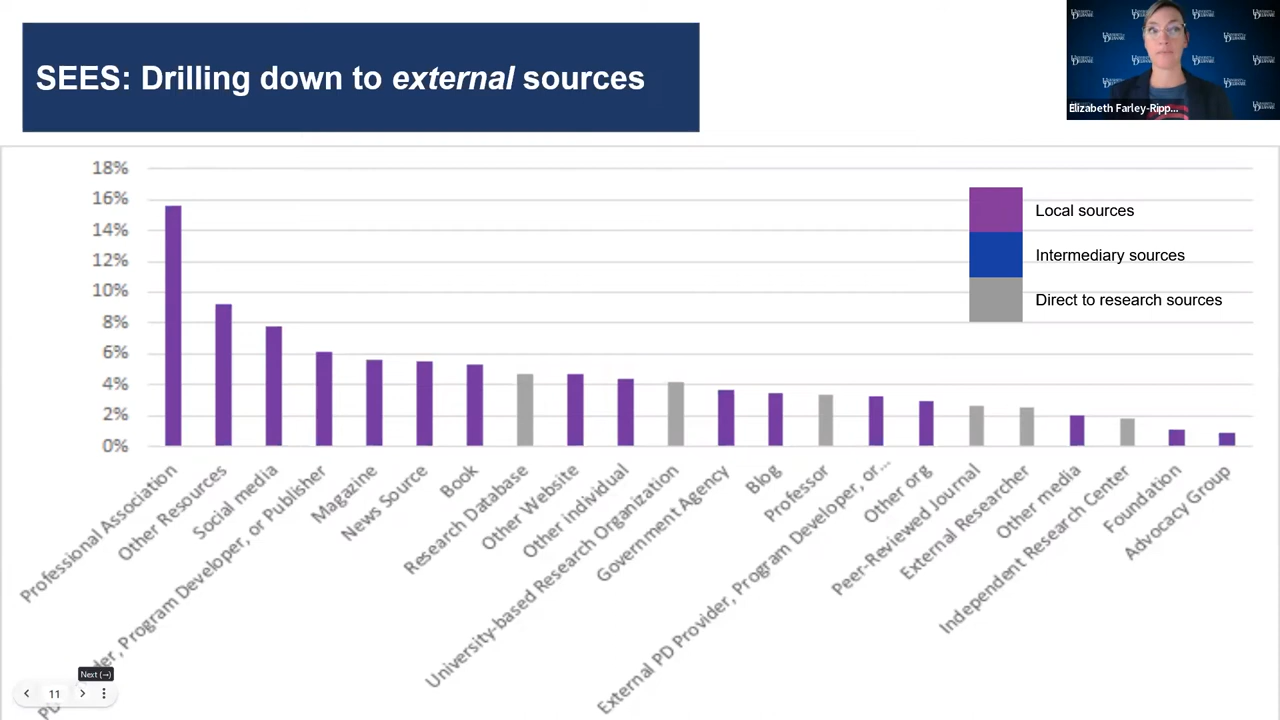 SEES: Drilling down to external sources
Elizabeth Farley-Ripp...
18%
16%
14%
12%
10%
8%
6%
4%
2%
0%
Local sources
Intermediary sources
Direct to research sources
Professional Association
Other Resources
Social media
, Program Developer, or Publisher
Magazine
News Source
Book
Research Database
Other Website
Other individual
University-based Research Organization
Government Agency
Blog
Professor
External PD Provider, Program Developer, or...
Other org
Peer-Reviewed Journal
External Researcher
Other media
Independent Research Center
Foundation
Advocacy Group
Next (→)
11